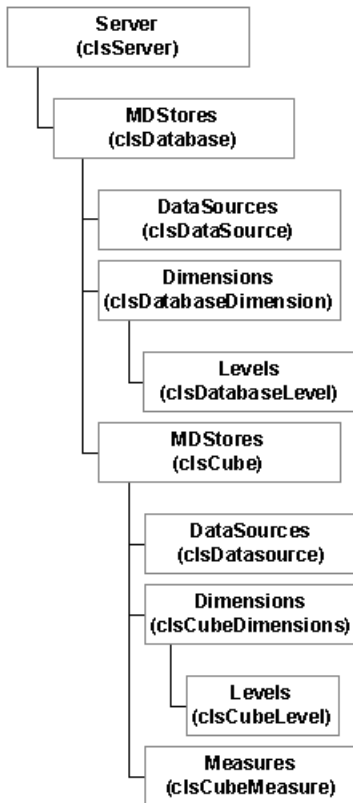 Server
(clsServer)
MDStores
(clsDatabase)
DataSources
(clsDataSource)
Dimensions
(clsDatabaseDimension)
Levels
(clsDatabaseLevel)
MDStores
(clsCube)
DataSources
(clsDatasource)
Dimensions
(clsCubeDimensions)
Levels
(clsCubeLevel)
Measures
(clsCubeMeasure)